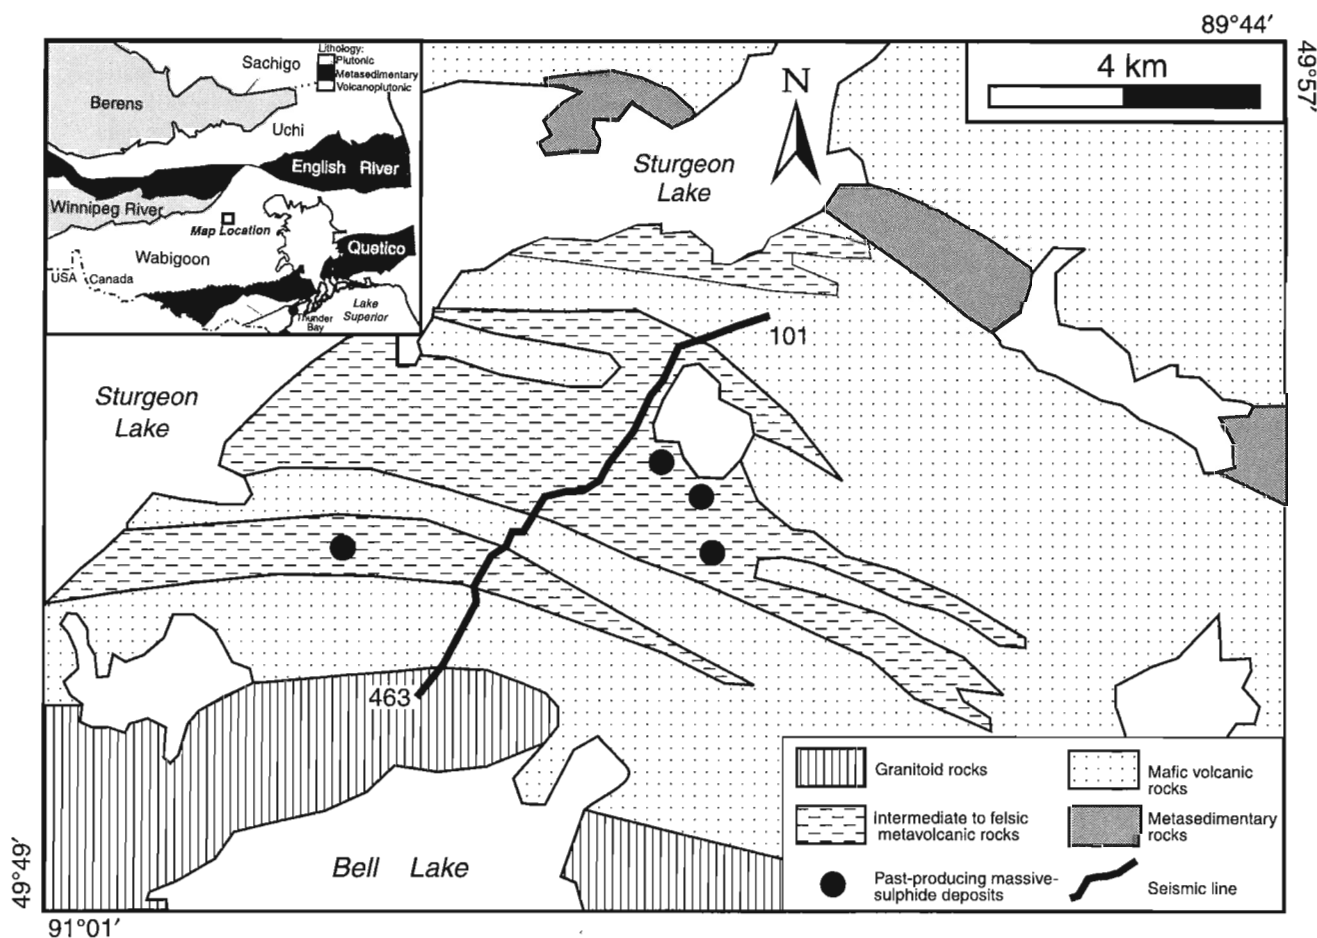 89°44′
49°57′
Lithology:
Plutonic
Metasedimentary
Volcanoplutonic
Sachigo
Berens
Uchi
English River
Winnipeg River
Map Location
Wabigoon
Quetico
USA
Canada
Lake
Superior
Thunder
Bay
4 km
N
Sturgeon
Lake
101
Sturgeon
Lake
463
Bell Lake
Granitoid rocks
Intermediate to felsic
metavolcanic rocks
Past-producing massive-
sulphide deposits
Mafic volcanic
rocks
Metasedimentary
rocks
Seismic line
49°49′
91°01′